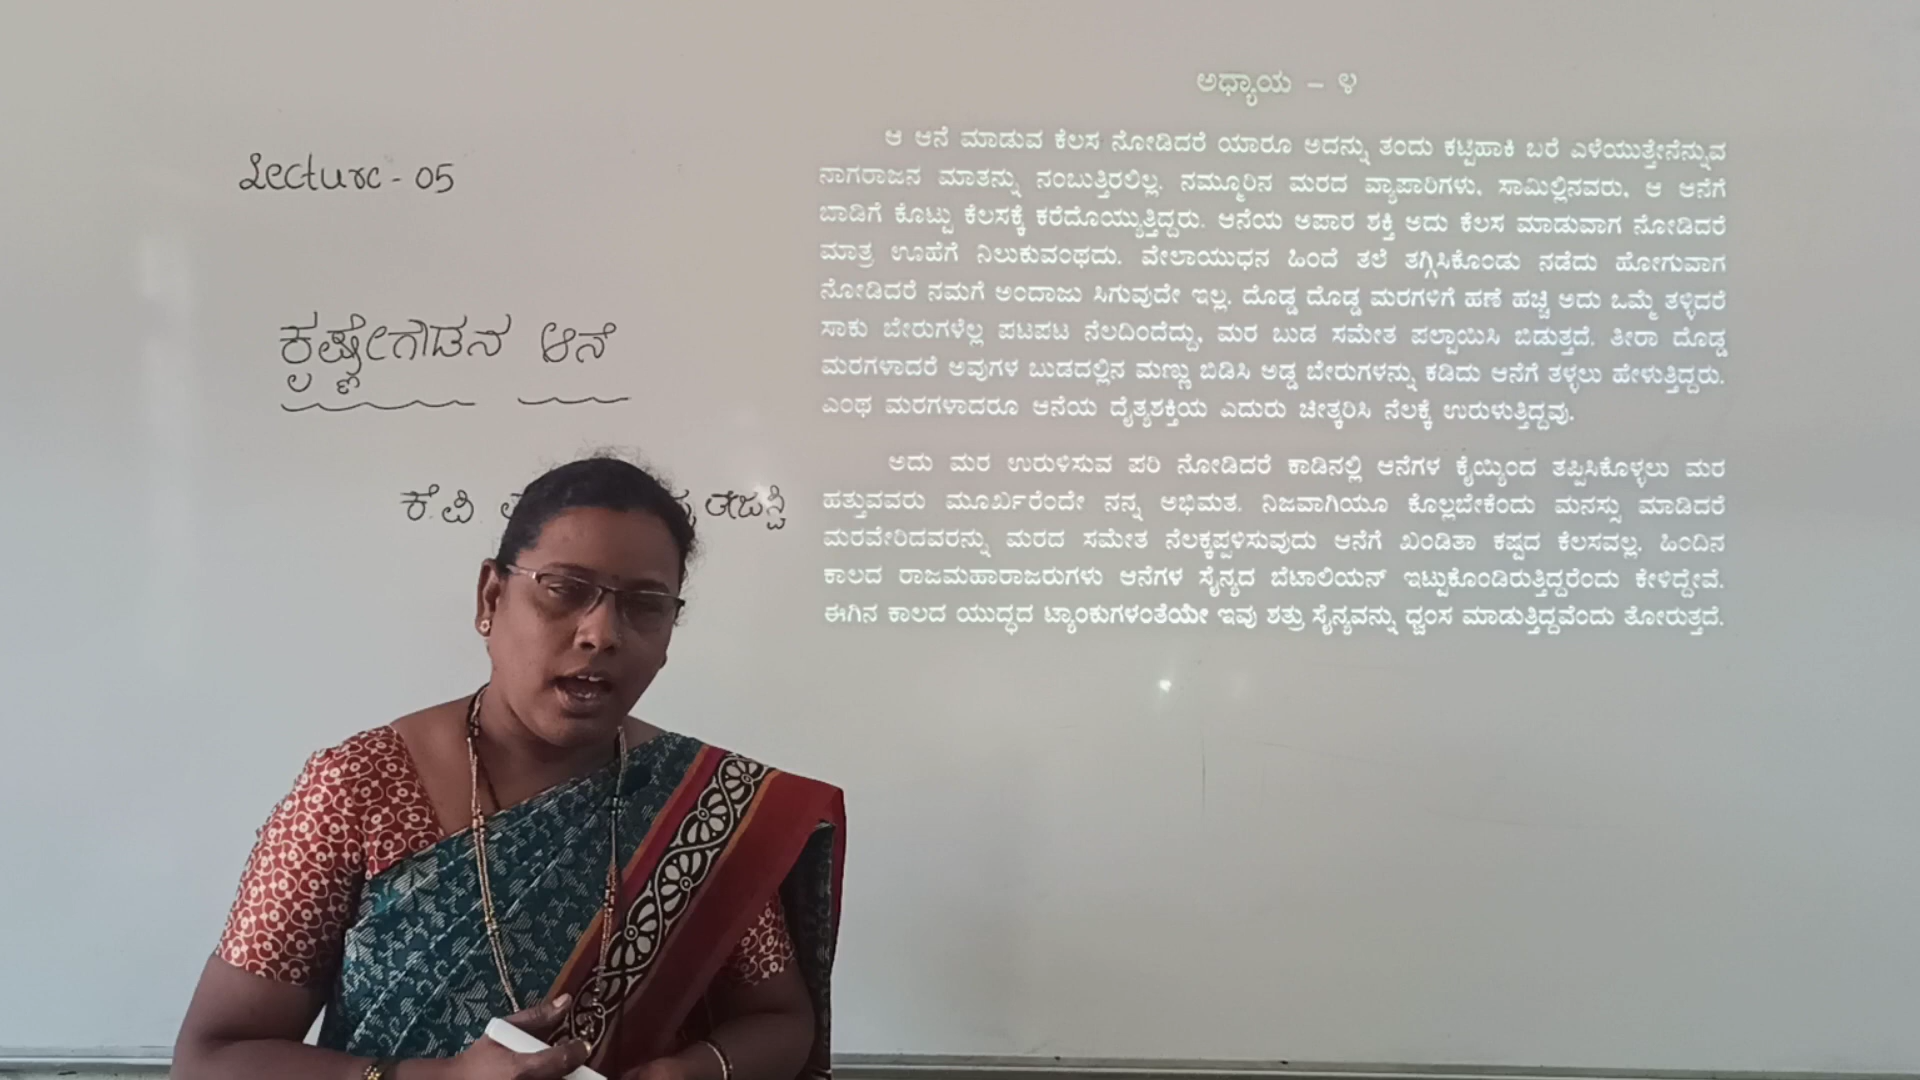 Lecture - 05
ಕೃಷ್ಣೇಗೌಡನ ಆನೆ
ಕೆ.ಪಿ. ತೇಜಸ್ವಿ
ಅಧ್ಯಾಯ – ೪
ಆ ಆನೆ ಮಾಡುವ ಕೆಲಸ ನೋಡಿದರೆ ಯಾರೂ ಅದನ್ನು ತಂದು ಕಟ್ಟಿಹಾಕಿ ಬರೆ ಎಳೆಯುತ್ತೇನೆನ್ನುವ
ನಾಗರಾಜನ ಮಾತನ್ನು ನಂಬುತ್ತಿರಲಿಲ್ಲ. ನಮ್ಮೂರಿನ ಮರದ ವ್ಯಾಪಾರಿಗಳು, ಸಾಮಿಲ್ಲಿನವರು, ಆ ಆನೆಗೆ
ಬಾಡಿಗೆ ಕೊಟ್ಟು ಕೆಲಸಕ್ಕೆ ಕರೆದೊಯ್ಯುತ್ತಿದ್ದರು. ಆನೆಯ ಅಪಾರ ಶಕ್ತಿ ಅದು ಕೆಲಸ ಮಾಡುವಾಗ ನೋಡಿದರೆ
ಮಾತ್ರ ಊಹೆಗೆ ನಿಲುಕುವಂಥದು. ವೇಲಾಯುಧನ ಹಿಂದೆ ತಲೆ ತಗ್ಗಿಸಿಕೊಂಡು ನಡೆದು ಹೋಗುವಾಗ
ನೋಡಿದರೆ ನಮಗೆ ಅಂದಾಜು ಸಿಗುವುದೇ ಇಲ್ಲ. ದೊಡ್ಡ ದೊಡ್ಡ ಮರಗಳಿಗೆ ಹಣೆ ಹಚ್ಚಿ ಅದು ಒಮ್ಮೆ ತಳ್ಳಿದರೆ
ಸಾಕು ಬೇರುಗಳೆಲ್ಲ ಪಟಪಟ ನೆಲದಿಂದೆದ್ದು, ಮರ ಬುಡ ಸಮೇತ ಪಲ್ಟಾಯಿಸಿ ಬಿಡುತ್ತದೆ. ತೀರಾ ದೊಡ್ಡ
ಮರಗಳಾದರೆ ಅವುಗಳ ಬುಡದಲ್ಲಿನ ಮಣ್ಣು ಬಿಡಿಸಿ ಅಡ್ಡ ಬೇರುಗಳನ್ನು ಕಡಿದು ಆನೆಗೆ ತಳ್ಳಲು ಹೇಳುತ್ತಿದ್ದರು.
ಎಂಥ ಮರಗಳಾದರೂ ಆನೆಯ ದೈತ್ಯಶಕ್ತಿಯ ಎದುರು ಚೀತ್ಕರಿಸಿ ನೆಲಕ್ಕೆ ಉರುಳುತ್ತಿದ್ದವು.
ಅದು ಮರ ಉರುಳಿಸುವ ಪರಿ ನೋಡಿದರೆ ಕಾಡಿನಲ್ಲಿ ಆನೆಗಳ ಕೈಯ್ಯಿಂದ ತಪ್ಪಿಸಿಕೊಳ್ಳಲು ಮರ
ಹತ್ತುವವರು ಮೂರ್ಖರೆಂದೇ ನನ್ನ ಅಭಿಮತ. ನಿಜವಾಗಿಯೂ ಕೊಲ್ಲಬೇಕೆಂದು ಮನಸ್ಸು ಮಾಡಿದರೆ
ಮರವೇರಿದವರನ್ನು ಮರದ ಸಮೇತ ನೆಲಕ್ಕಪ್ಪಳಿಸುವುದು ಆನೆಗೆ ಖಂಡಿತಾ ಕಷ್ಟದ ಕೆಲಸವಲ್ಲ. ಹಿಂದಿನ
ಕಾಲದ ರಾಜಮಹಾರಾಜರುಗಳು ಆನೆಗಳ ಸೈನ್ಯದ ಬೆಟಾಲಿಯನ್ ಇಟ್ಟುಕೊಂಡಿರುತ್ತಿದ್ದರೆಂದು ಕೇಳಿದ್ದೇವೆ.
ಈಗಿನ ಕಾಲದ ಯುದ್ಧದ ಟ್ಯಾಂಕುಗಳಂತೆಯೇ ಇವು ಶತ್ರು ಸೈನ್ಯವನ್ನು ಧ್ವಂಸ ಮಾಡುತ್ತಿದ್ದವೆಂದು ತೋರುತ್ತದೆ.